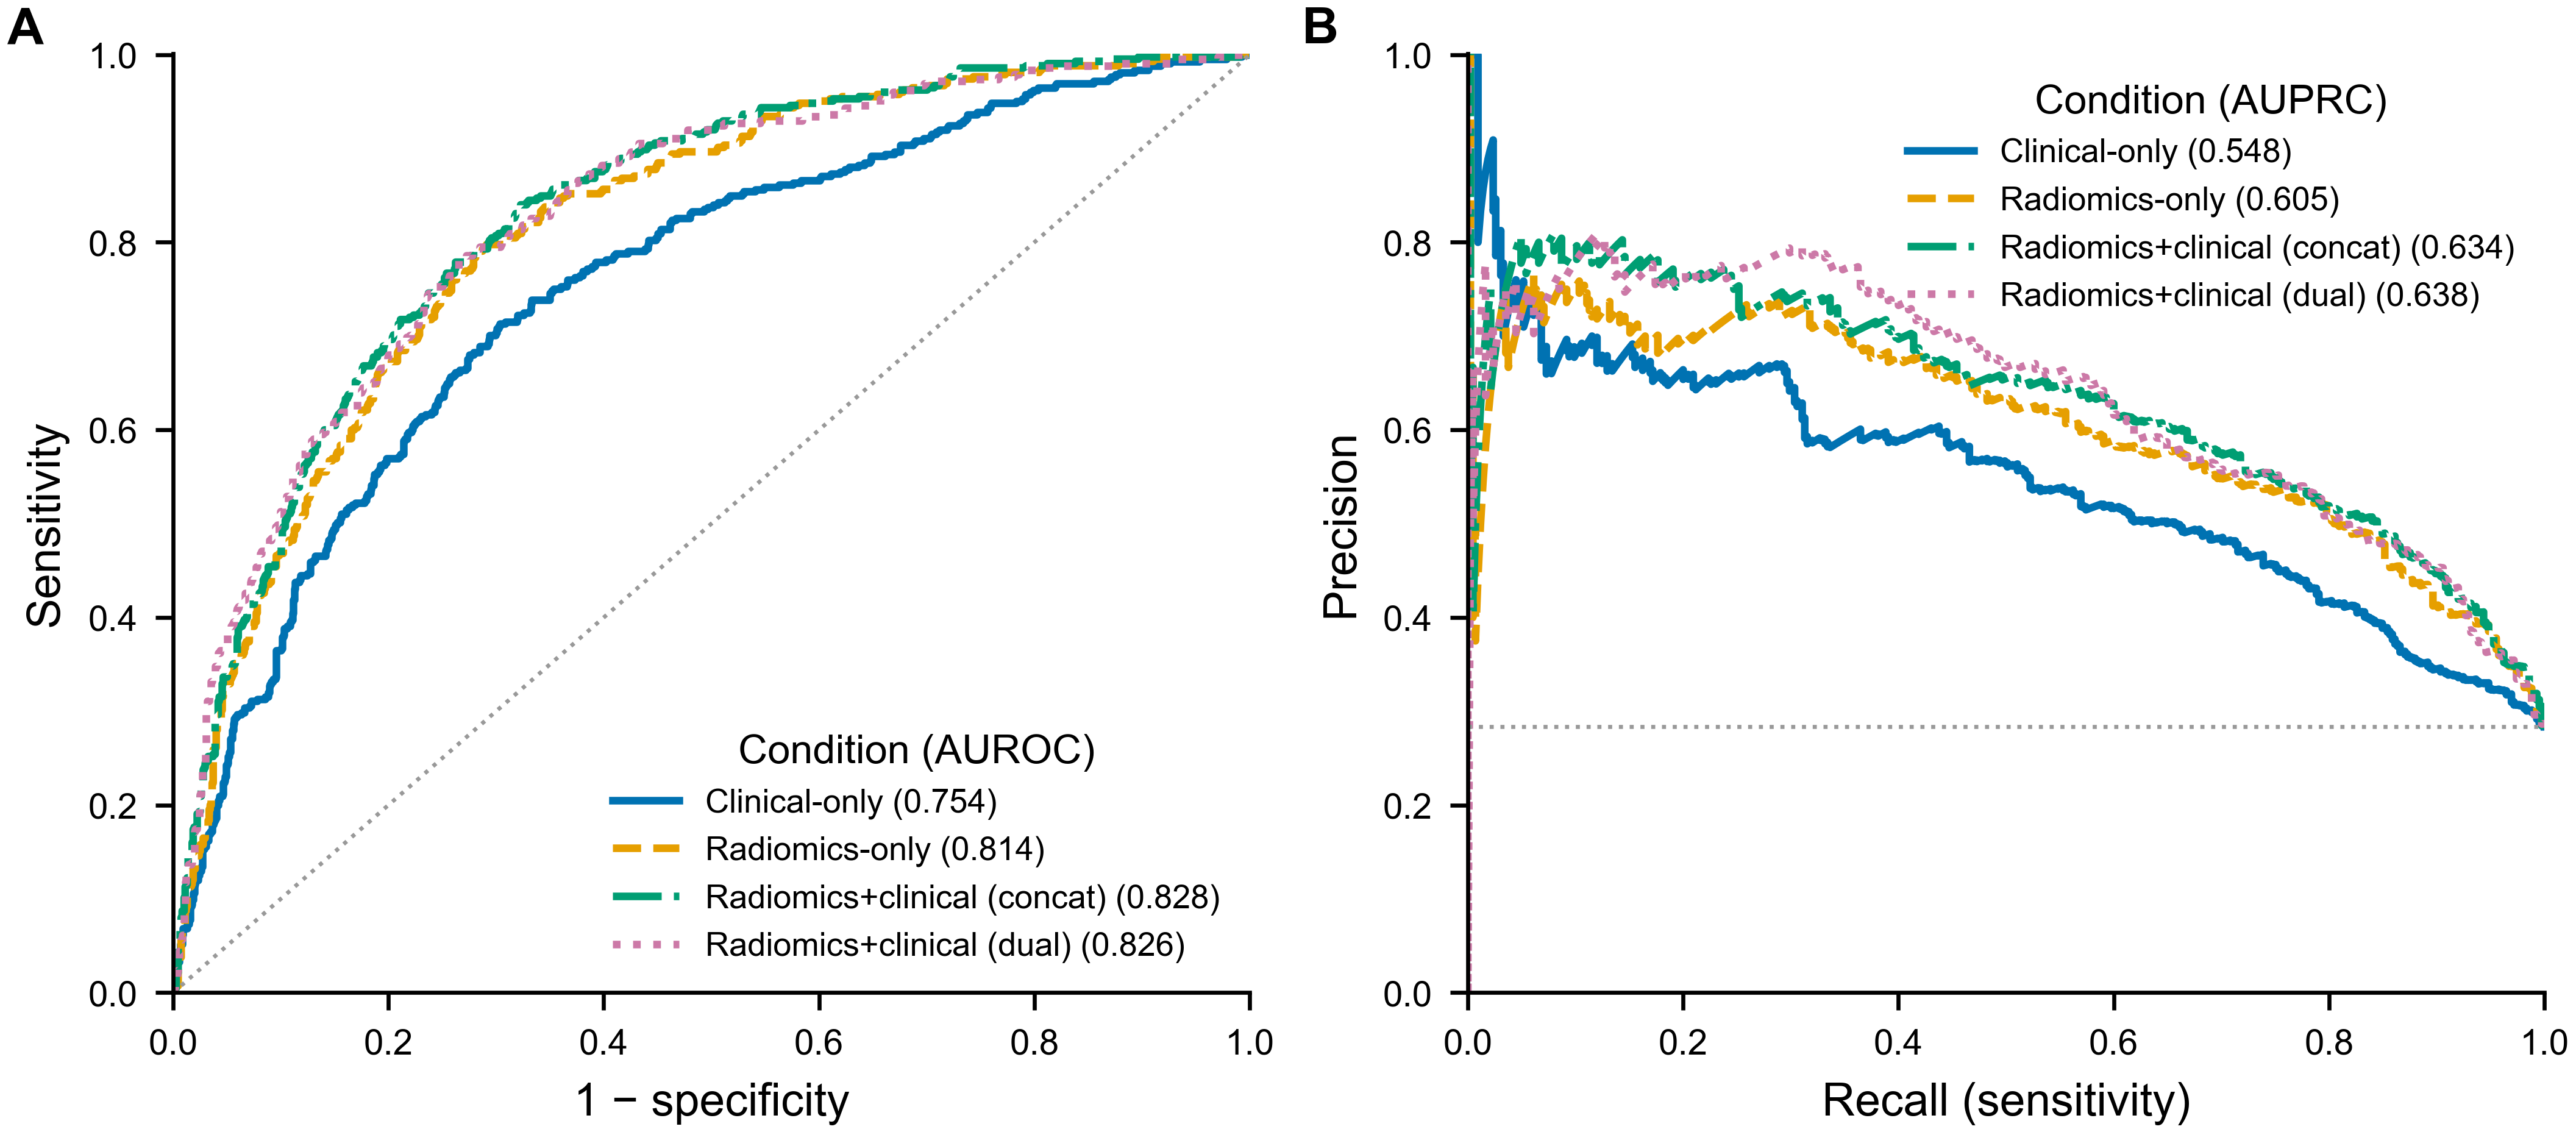 A
1.0
0.8
0.6
0.4
0.2
0.0
Sensitivity
Condition (AUROC)
Clinical-only (0.754)
Radiomics-only (0.814)
Radiomics+clinical (concat) (0.828)
Radiomics+clinical (dual) (0.826)
0.0 0.2 0.4 0.6 0.8 1.0
1 − specificity
B
1.0
0.8
0.6
0.4
0.2
0.0
Precision
Condition (AUPRC)
Clinical-only (0.548)
Radiomics-only (0.605)
Radiomics+clinical (concat) (0.634)
Radiomics+clinical (dual) (0.638)
0.0 0.2 0.4 0.6 0.8 1.0
Recall (sensitivity)